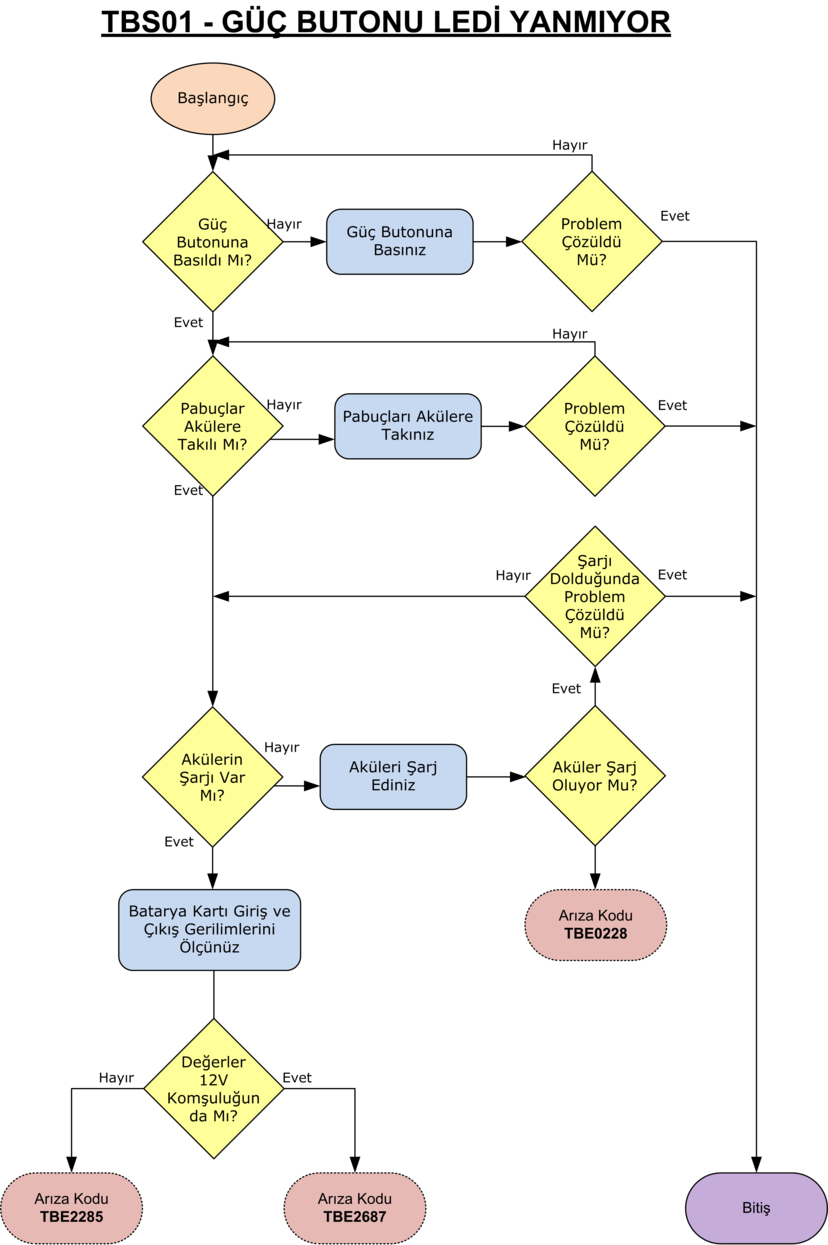 TBS01 - GÜÇ BUTONU LEDİ YANMIYOR
Başlangıç
Hayır
Güç
Butonuna
Basıldı Mı?
Hayır
Güç Butonuna
Basınız
Problem
Çözüldü
Mü?
Evet
Evet
Hayır
Pabuçlar
Akülere
Takılı Mı?
Hayır
Pabuçları Akülere
Takınız
Problem
Çözüldü
Mü?
Evet
Evet
Hayır
Şarjı
Dolduğunda
Problem
Çözüldü
Mü?
Evet
Evet
Akülerin
Şarjı Var
Mı?
Hayır
Aküleri Şarj
Ediniz
Aküler Şarj
Oluyor Mu?
Evet
Batarya Kartı Giriş ve
Çıkış Gerilimlerini
Ölçünüz
Arıza Kodu
TBE0228
Hayır
Değerler
12V
Komşuluğun
da Mı?
Evet
Arıza Kodu
TBE2285
Arıza Kodu
TBE2687
Bitiş